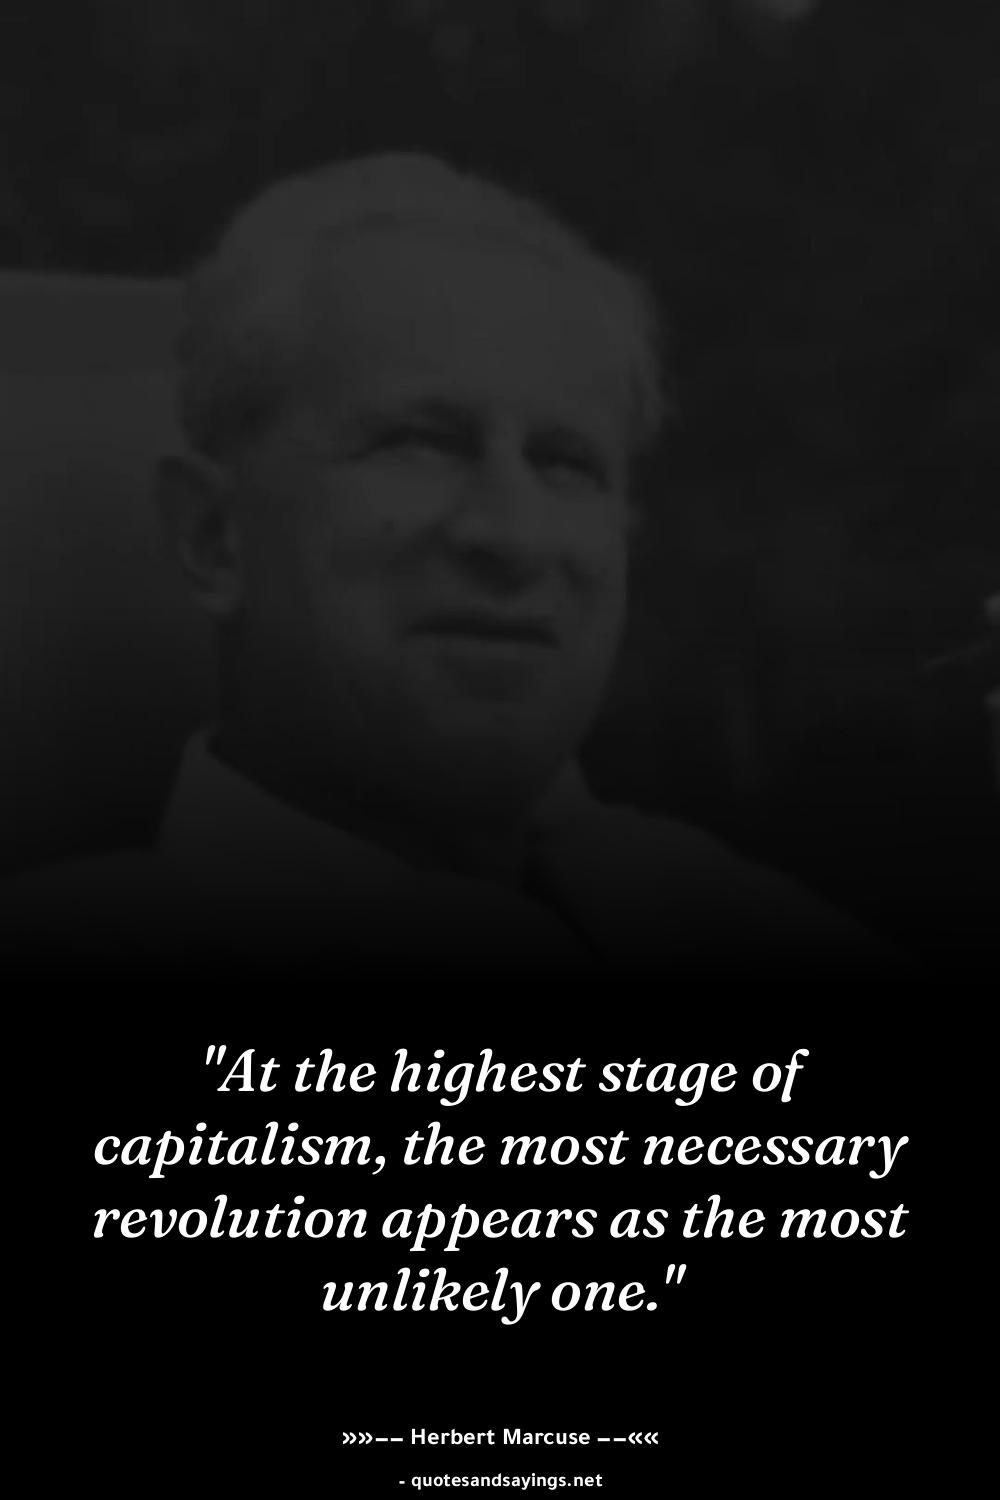 "At the highest stage of
capitalism, the most necessary
revolution appears as the most
unlikely one."
»»–– Herbert Marcuse ––««
- quotesandsayings.net